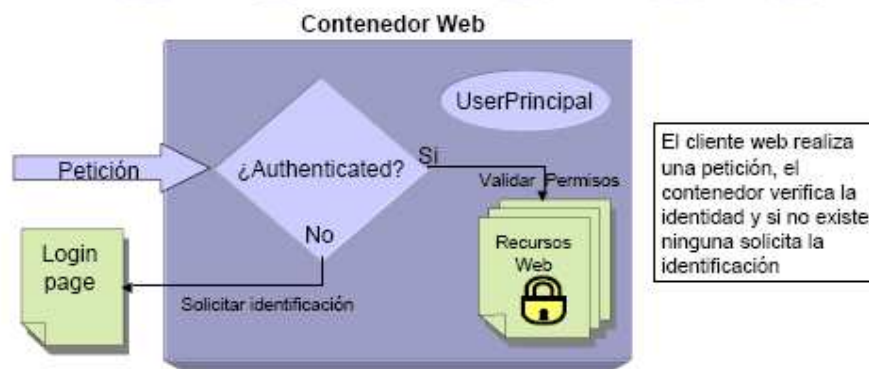 Contenedor Web
UserPrincipal
Petición
¿Authenticated?
Si
Validar Permisos
No
Recursos
Web
Login
page
Solicitar identificación
El cliente web realiza
una petición, el
contenedor verifica la
identidad y si no existe
ninguna solicita la
identificación